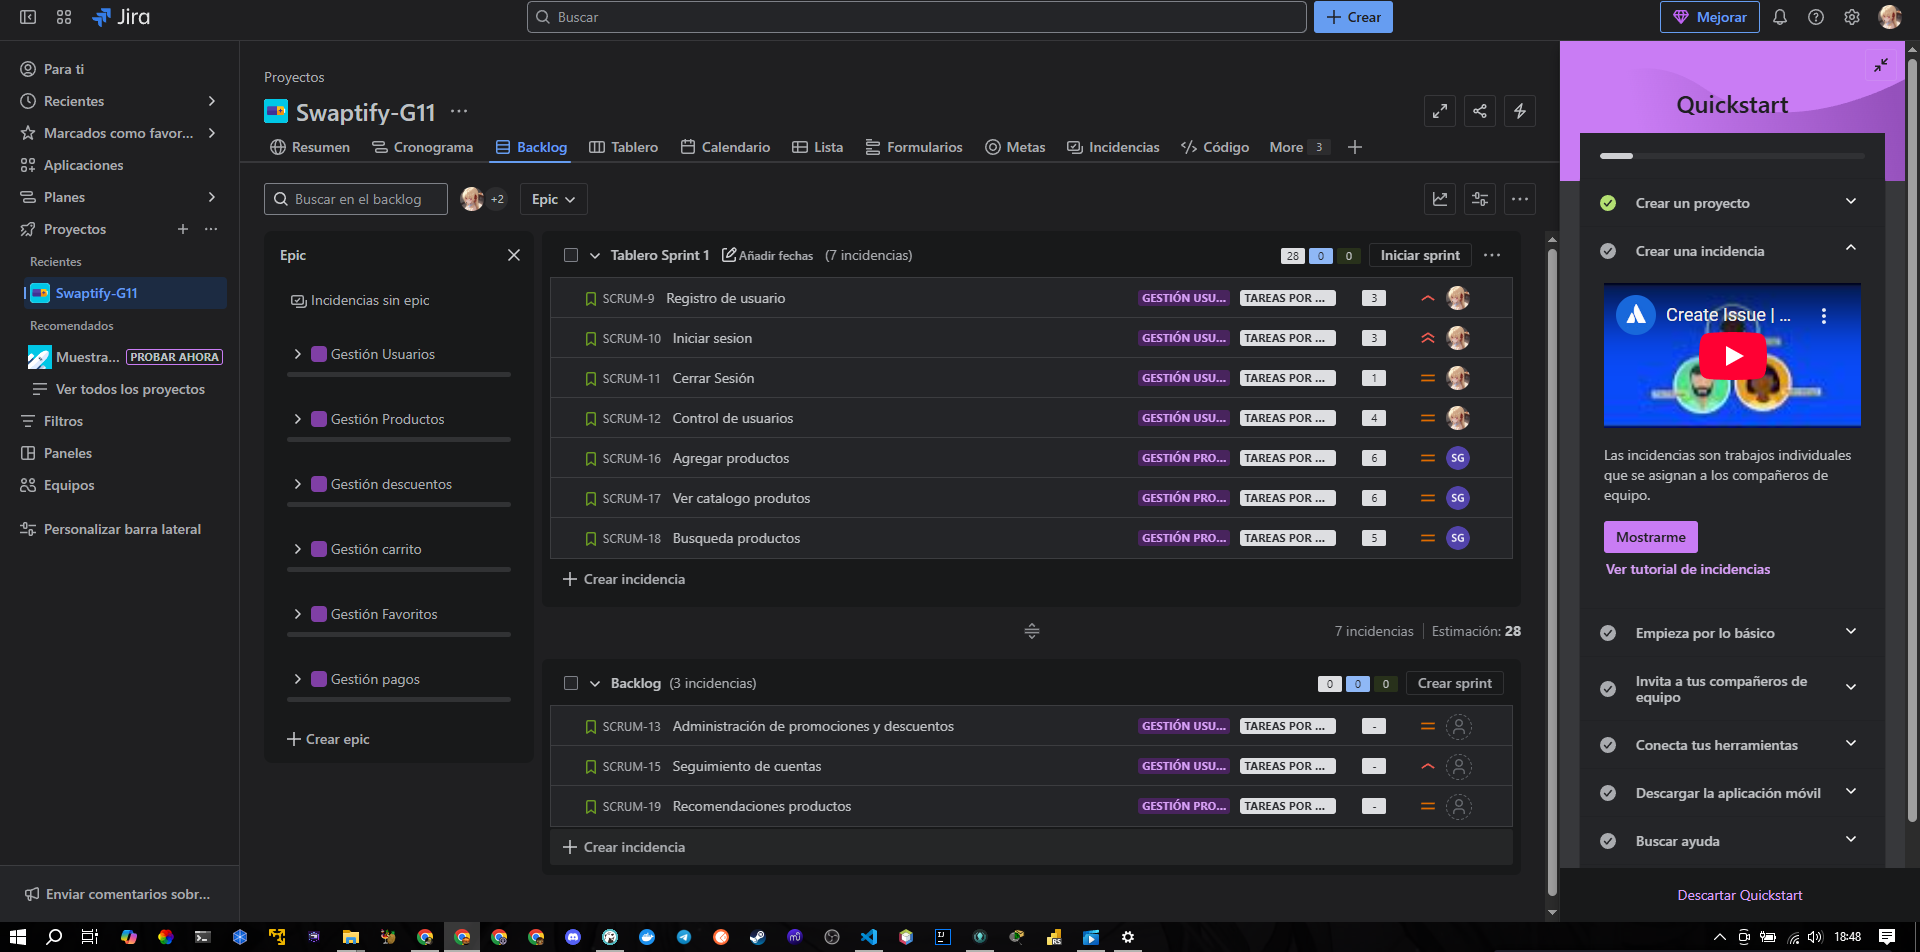 Jira
Buscar
Crear
Mejorar
Para ti
Recientes
Marcados como favor...
Aplicaciones
Planes
Proyectos
Recientes
Swaptify-G11
Recomendados
Muestra... PROBAR AHORA
Ver todos los proyectos
Filtros
Paneles
Equipos
Personalizar barra lateral
Enviar comentarios sobr...
Proyectos
Swaptify-G11
Resumen Cronograma Backlog Tablero Calendario Lista Formularios Metas Incidencias Código More 3
Buscar en el backlog +2 Epic
Epic
Incidencias sin epic
Gestión Usuarios
Gestión Productos
Gestión descuentos
Gestión carrito
Gestión Favoritos
Gestión pagos
Crear epic
Tablero Sprint 1 Añadir fechas (7 incidencias) 28 0 0 Iniciar sprint
SCRUM-9 Registro de usuario GESTIÓN USU... TAREAS POR ... 3
SCRUM-10 Iniciar sesion GESTIÓN USU... TAREAS POR ... 3
SCRUM-11 Cerrar Sesión GESTIÓN USU... TAREAS POR ... 1
SCRUM-12 Control de usuarios GESTIÓN USU... TAREAS POR ... 4
SCRUM-16 Agregar productos GESTIÓN PRO... TAREAS POR ... 6 SG
SCRUM-17 Ver catalogo produtos GESTIÓN PRO... TAREAS POR ... 6 SG
SCRUM-18 Busqueda productos GESTIÓN PRO... TAREAS POR ... 5 SG
Crear incidencia
7 incidencias Estimación: 28
Backlog (3 incidencias) 0 0 0 Crear sprint
SCRUM-13 Administración de promociones y descuentos GESTIÓN USU... TAREAS POR ... -
SCRUM-15 Seguimiento de cuentas GESTIÓN USU... TAREAS POR ... -
SCRUM-19 Recomendaciones productos GESTIÓN PRO... TAREAS POR ... -
Crear incidencia
Quickstart
Crear un proyecto
Crear una incidencia
Create Issue | ...
Las incidencias son trabajos individuales
que se asignan a los compañeros de
equipo.
Mostrarme
Ver tutorial de incidencias
Empieza por lo básico
Invita a tus compañeros de
equipo
Conecta tus herramientas
Descargar la aplicación móvil
Buscar ayuda
Descartar Quickstart
18:48